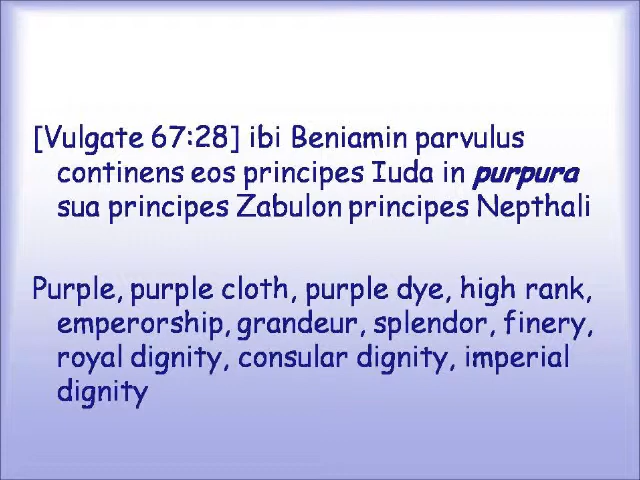 [Vulgate 67:28] ibi Beniamin parvulus
continens eos principes Iuda in purpura
sua principes Zabulon principes Nepthali
Purple, purple cloth, purple dye, high rank,
emperorship, grandeur, splendor, finery,
royal dignity, consular dignity, imperial
dignity